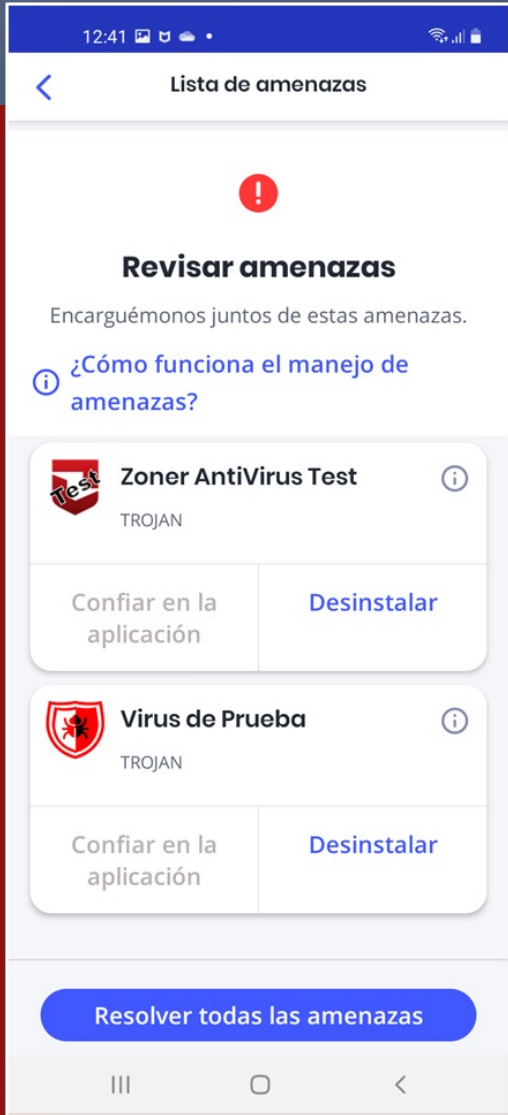 12:41
Lista de amenazas
Revisar amenazas
Encarguémonos juntos de estas amenazas.
¿Cómo funciona el manejo de
amenazas?
Test
Zoner AntiVirus Test
TROJAN
Confiar en la
aplicación
Desinstalar
Virus de Prueba
TROJAN
Confiar en la
aplicación
Desinstalar
Resolver todas las amenazas